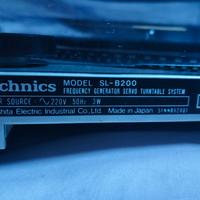 echnics MODEL SL-B200
FREQUENCY GENERATOR SERVO TURNTABLE SYSTEM
R SOURCE: ∿ 220V 50Hz 3W
shita Electric Industrial Co., Ltd. Made in Japan